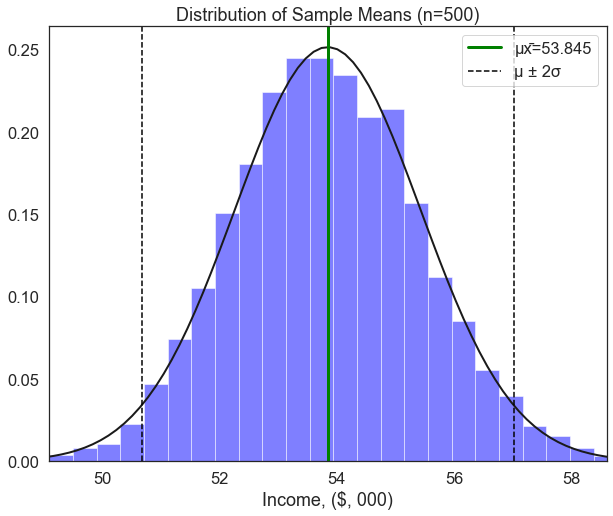 Distribution of Sample Means (n=500)
μx̄=53.845
μ ± 2σ
0.25
0.20
0.15
0.10
0.05
0.00
50 52 54 56 58
Income, ($, 000)